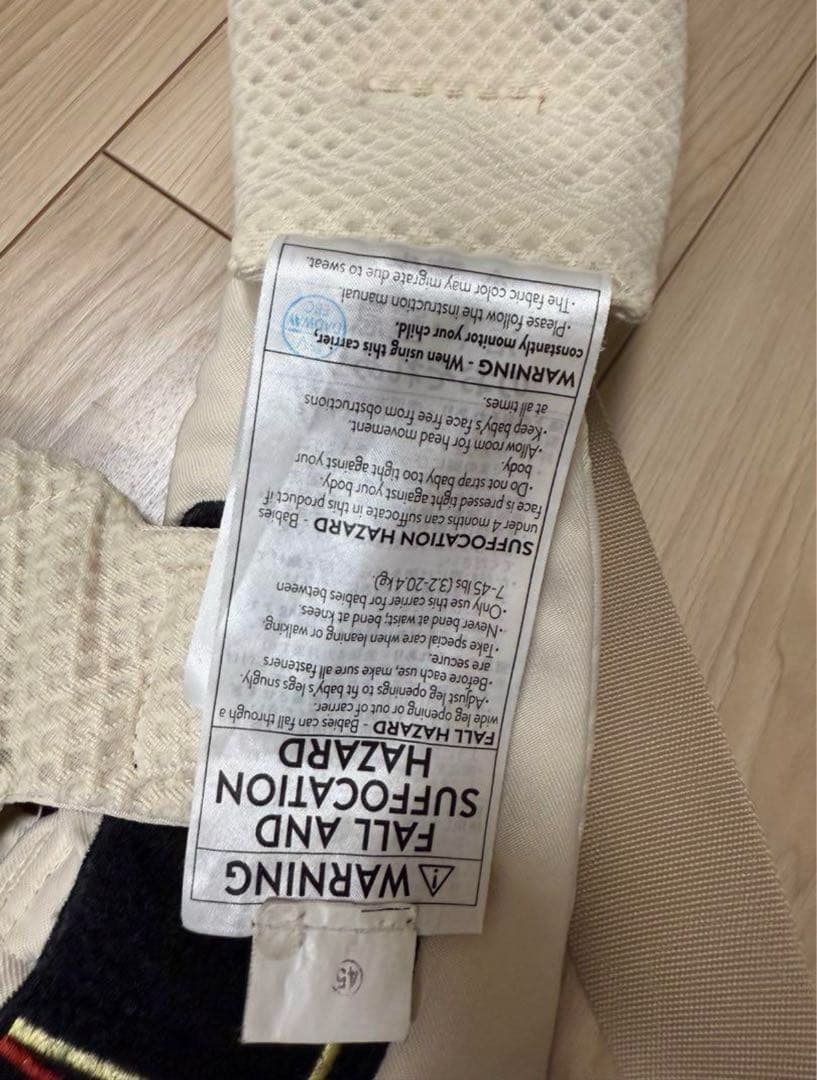 ⚠ WARNING
FALL AND
SUFFOCATION
HAZARD
FALL HAZARD - Babies can fall through a
wide leg opening or out of carrier.
·Adjust leg openings to fit baby's legs snugly.
·Before each use, make sure all fasteners
are secure.
·Take special care when leaning or walking.
·Never bend at waist; bend at knees.
·Only use this carrier for babies between
7-45 lbs (3.2-20.4 kg).
SUFFOCATION HAZARD - Babies
under 4 months can suffocate in this product if
face is pressed tight against your body.
·Do not strap baby too tight against your
body.
·Allow room for head movement.
·Keep baby's face free from obstructions
at all times.
WARNING - When using this carrier,
constantly monitor your child.
·Please follow the instruction manual.
·The fabric color may migrate due to sweat.
45